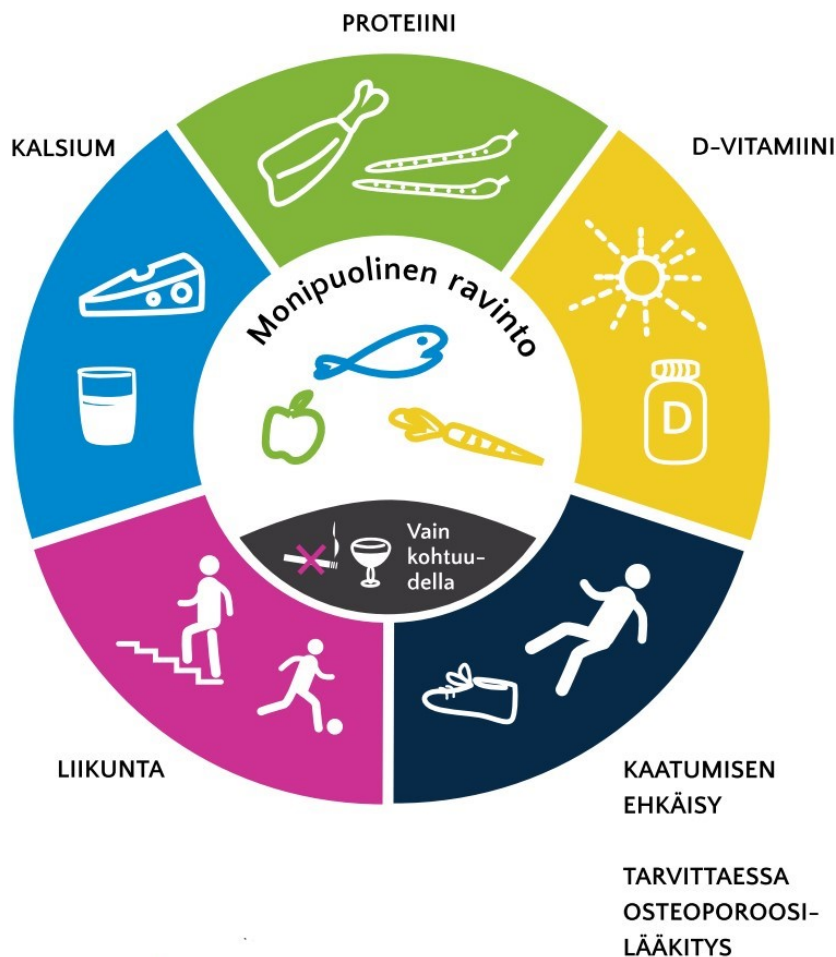 PROTEIINI
KALSIUM
D-VITAMIINI
Monipuolinen ravinto
D
Vain
kohtuu-
della
LIIKUNTA
KAATUMISEN
EHKÄISY
TARVITTAESSA
OSTEOPOROOSI-
LÄÄKITYS